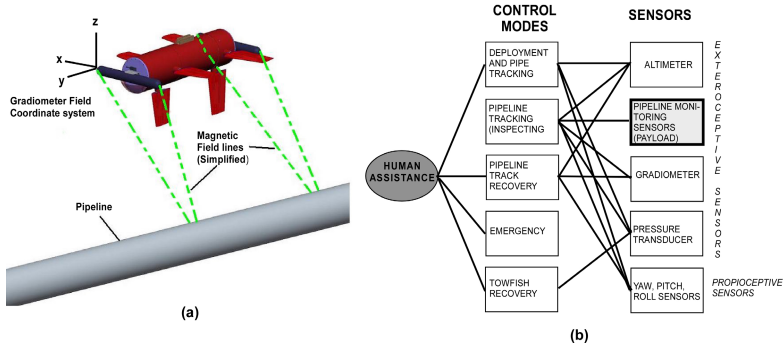 (a)
z
x
y
Gradiometer Field
Coordinate system
Magnetic
Field lines
(Simplified)
Pipeline
CONTROL
MODES
SENSORS
HUMAN
ASSISTANCE
DEPLOYMENT
AND PIPE
TRACKING
PIPELINE
TRACKING
(INSPECTING
PIPELINE
TRACK
RECOVERY
EMERGENCY
TOWFISH
RECOVERY
ALTIMETER
PIPELINE MONI-
TORING
SENSORS
(PAYLOAD)
GRADIOMETER
PRESSURE
TRANSDUCER
YAW, PITCH,
ROLL SENSORS
EXTEROCEPTIVE SENSORS
PROPIOCEPTIVE
SENSORS
(a)
(b)